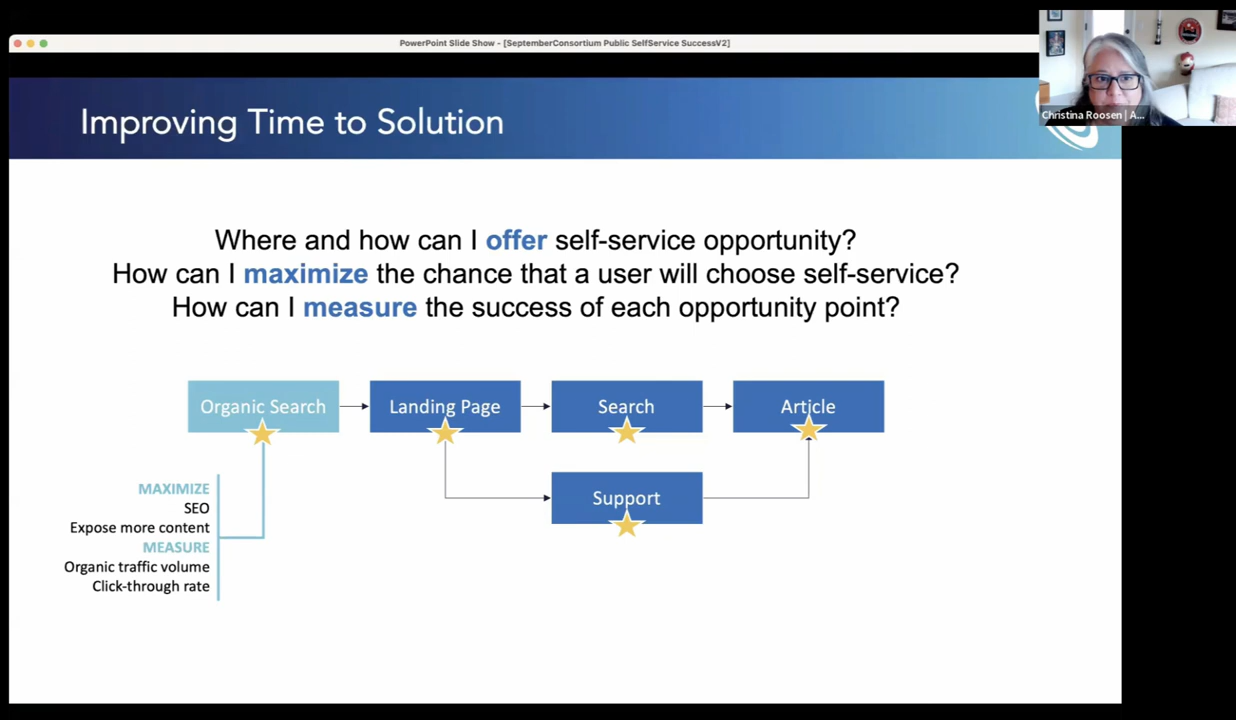 PowerPoint Slide Show - [SeptemberConsortium Public SelfService SuccessV2]
Christina Roosen | A...
Improving Time to Solution
Where and how can I offer self-service opportunity?
How can I maximize the chance that a user will choose self-service?
How can I measure the success of each opportunity point?
Organic Search
Landing Page
Search
Article
Support
MAXIMIZE
SEO
Expose more content
MEASURE
Organic traffic volume
Click-through rate